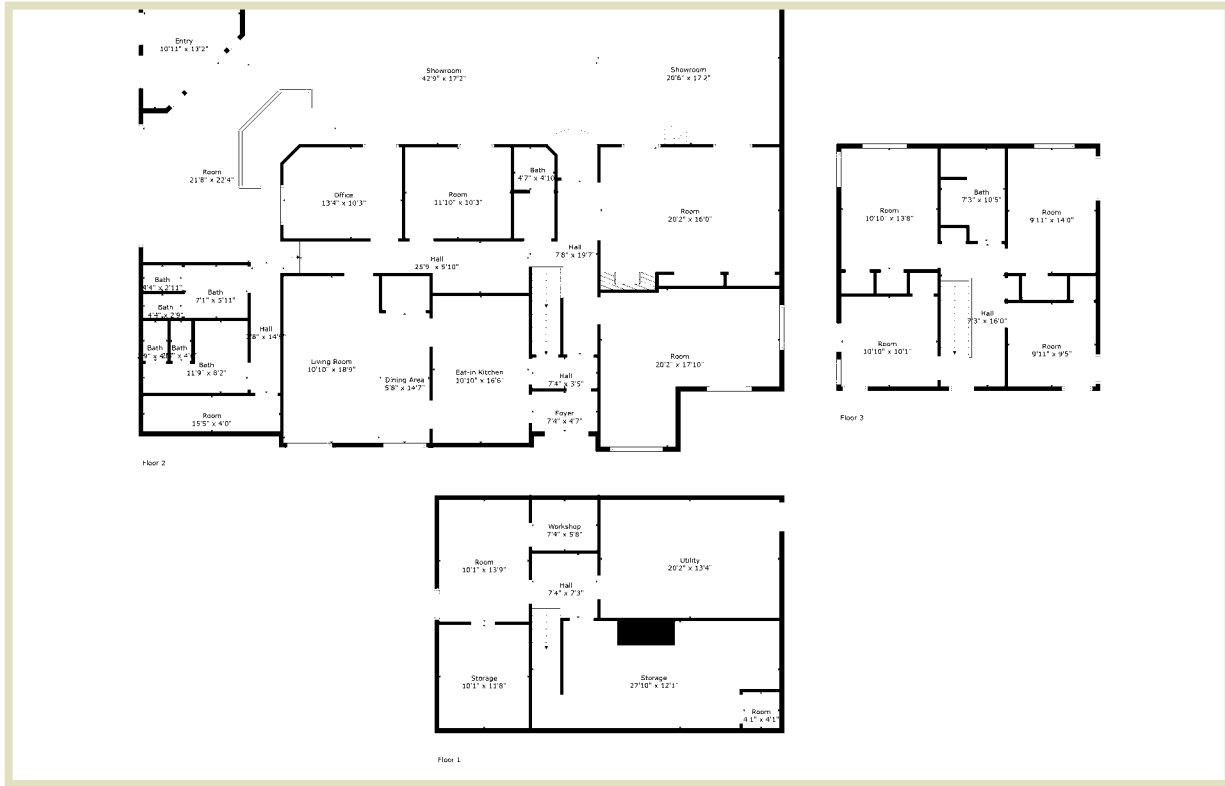 Entry
10'11" x 13'2"
Showroom
42'9" x 17'2"
Showroom
20'6" x 17'2"
Room
21'8" x 22'4"
Office
13'4" x 10'3"
Room
11'10" x 10'3"
Bath
4'7" x 4'10
Room
20'2" x 16'0"
Hall
7'8" x 19'7"
Hall
25'9" x 5'10"
Bath
4'4" x 2'11"
Bath
7'1" x 5'11"
Bath
4'4" x 2'9"
Hall
Bath
Bath
Bath
11'9" x 8'2"
Room
15'5" x 4'0"
Living Room
10'10" x 18'9"
Dining Area
5'8" x 14'7"
Eat-in Kitchen
10'10" x 16'6"
Hall
7'4" x 3'5"
Foyer
7'4" x 4'7"
Room
20'2" x 17'10"
Floor 2
Room
10'10" x 13'8"
Bath
7'3" x 10'5"
Room
9'11" x 14'0"
Hall
7'3" x 16'0"
Room
10'10" x 10'1"
Room
9'11" x 9'5"
Floor 3
Workshop
7'4" x 5'8"
Room
10'1" x 13'9"
Utility
20'2" x 13'4"
Hall
7'4" x 7'3"
Storage
10'1" x 11'8"
Storage
27'10" x 12'1"
Room
4'1" x 4'1"
Floor 1